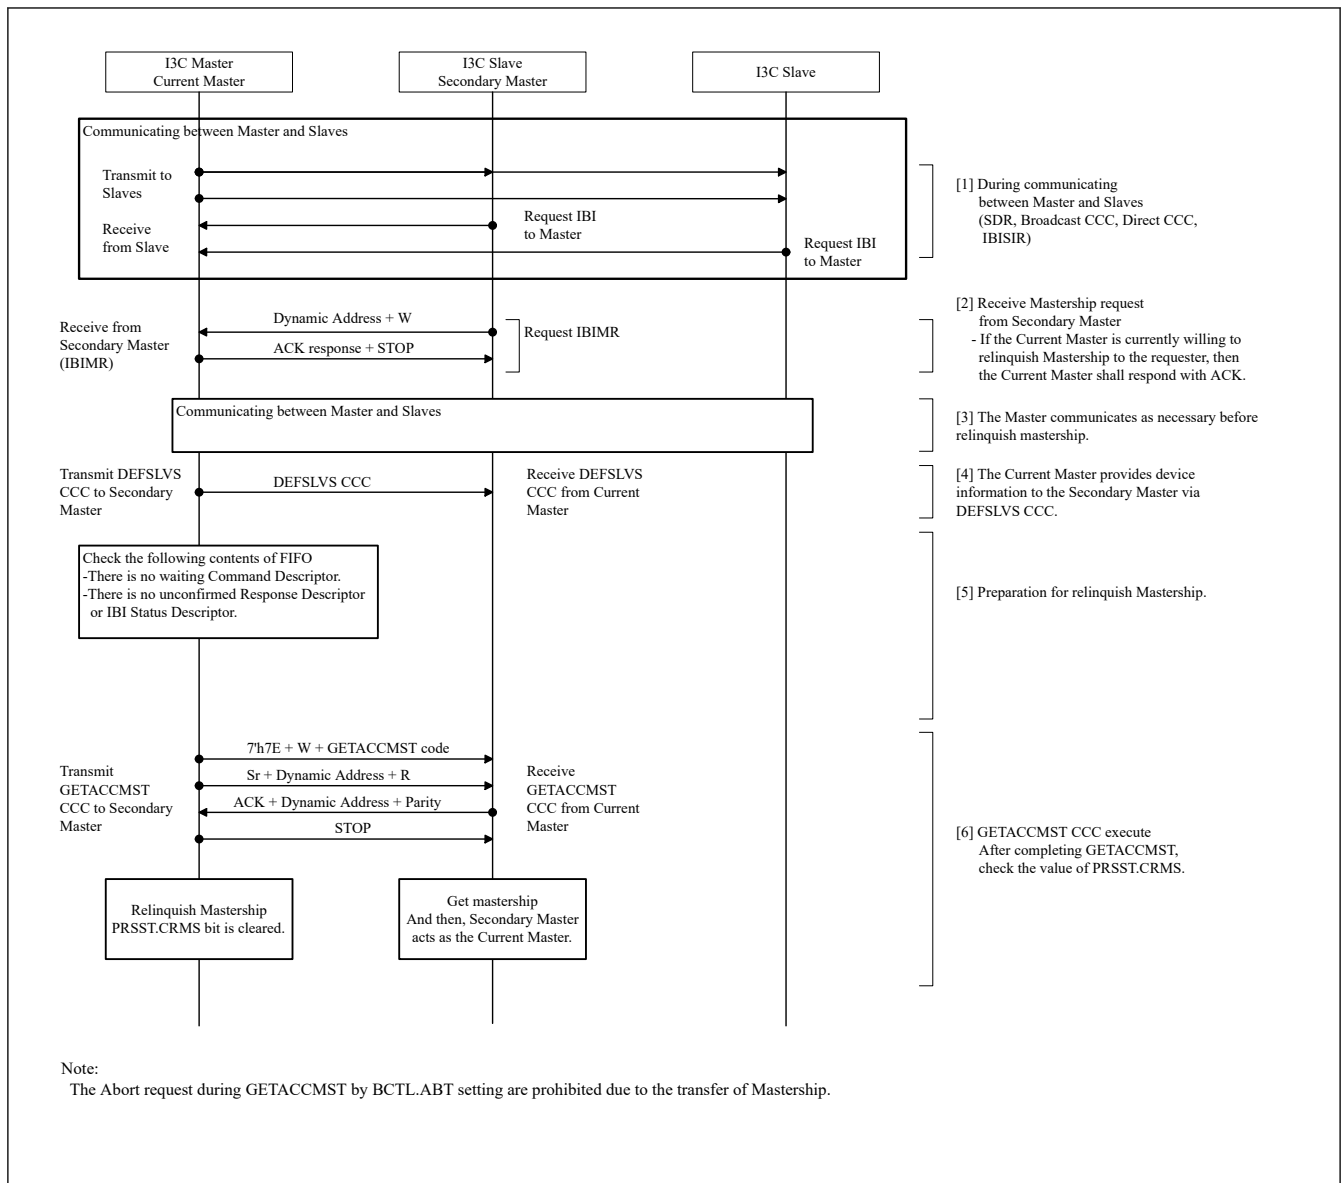 I3C Master
Current Master
I3C Slave
Secondary Master
I3C Slave
Communicating between Master and Slaves
Transmit to
Slaves
Receive
from Slave
Request IBI
to Master
Request IBI
to Master
[1] During communicating
between Master and Slaves
(SDR, Broadcast CCC, Direct CCC,
IBISIR)
Receive from
Secondary Master
(IBIMR)
Dynamic Address + W
ACK response + STOP
Request IBIMR
[2] Receive Mastership request
from Secondary Master
- If the Current Master is currently willing to
relinquish Mastership to the requester, then
the Current Master shall respond with ACK.
Communicating between Master and Slaves
[3] The Master communicates as necessary before
relinquish mastership.
Transmit DEFSLVS
CCC to Secondary
Master
DEFSLVS CCC
Receive DEFSLVS
CCC from Current
Master
[4] The Current Master provides device
information to the Secondary Master via
DEFSLVS CCC.
Check the following contents of FIFO
-There is no waiting Command Descriptor.
-There is no unconfirmed Response Descriptor
or IBI Status Descriptor.
[5] Preparation for relinquish Mastership.
Transmit
GETACCMST
CCC to Secondary
Master
7'h7E + W + GETACCMST code
Sr + Dynamic Address + R
ACK + Dynamic Address + Parity
STOP
Receive
GETACCMST
CCC from Current
Master
[6] GETACCMST CCC execute
After completing GETACCMST,
check the value of PRSST.CRMS.
Relinquish Mastership
PRSST.CRMS bit is cleared.
Get mastership
And then, Secondary Master
acts as the Current Master.
Note:
The Abort request during GETACCMST by BCTL.ABT setting are prohibited due to the transfer of Mastership.